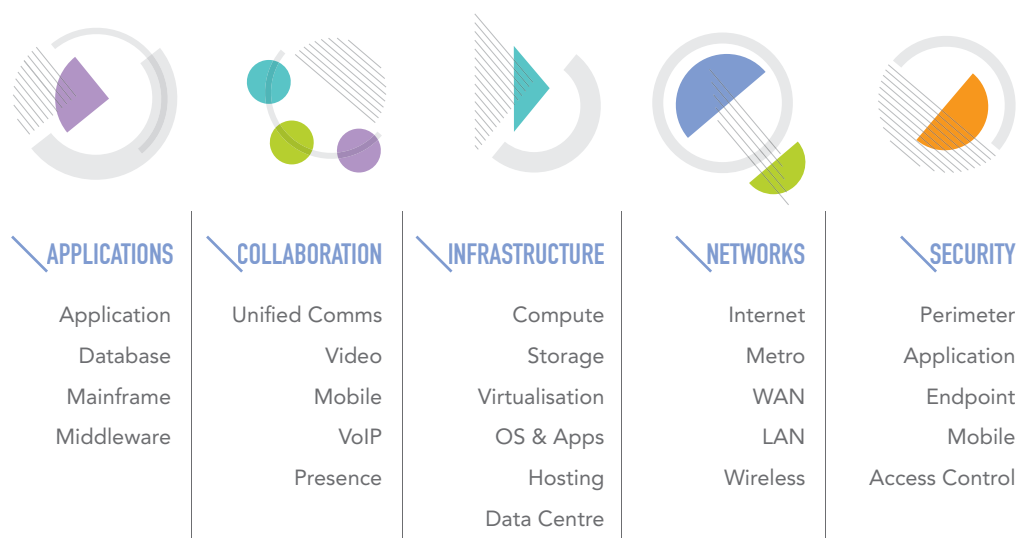 APPLICATIONS
Application
Database
Mainframe
Middleware
COLLABORATION
Unified Comms
Video
Mobile
VoIP
Presence
INFRASTRUCTURE
Compute
Storage
Virtualisation
OS & Apps
Hosting
Data Centre
NETWORKS
Internet
Metro
WAN
LAN
Wireless
SECURITY
Perimeter
Application
Endpoint
Mobile
Access Control